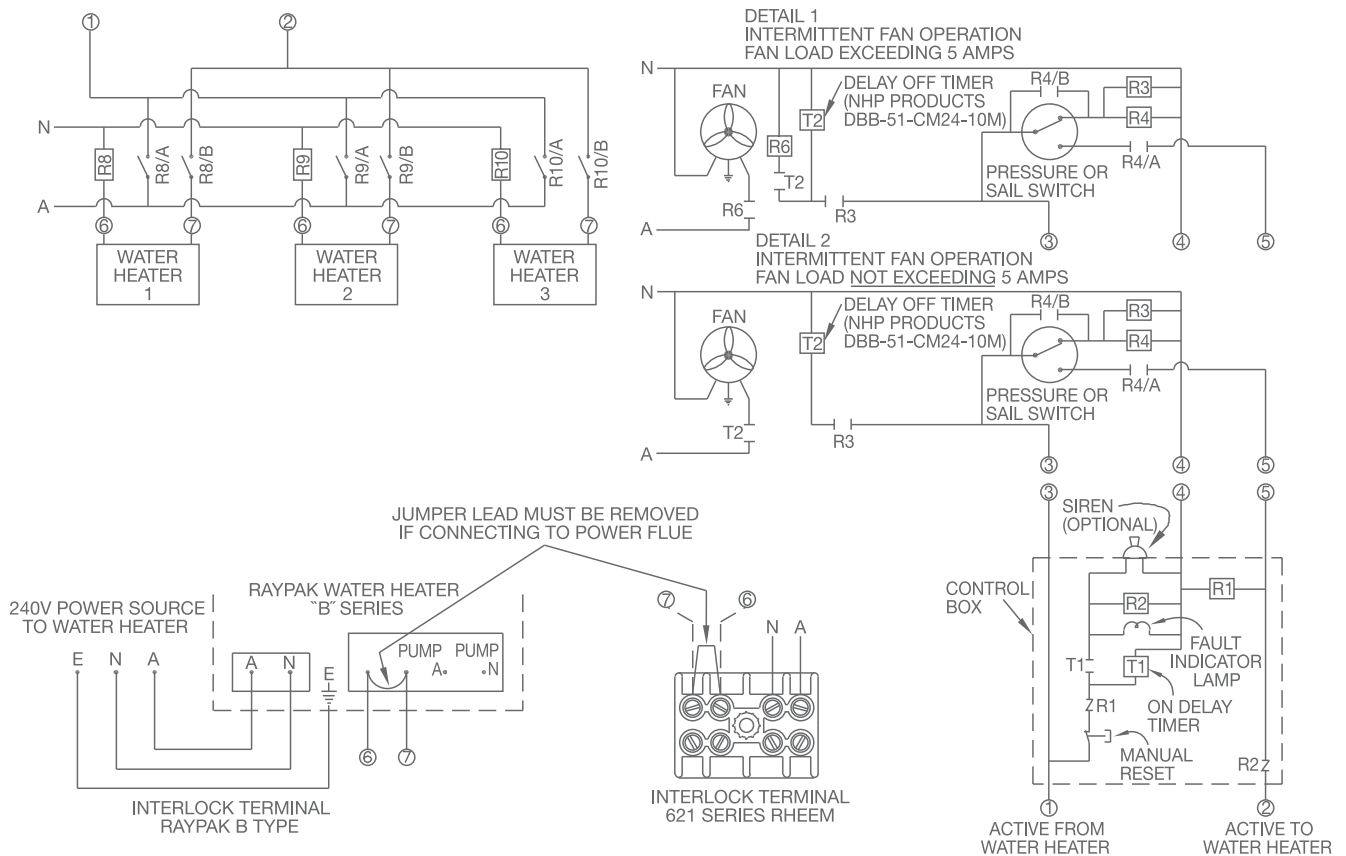 1
2
N
R8
R8/A
R8/B
R9
R9/A
R9/B
R10
R10/A
R10/B
A
6
7
6
7
6
7
WATER
HEATER
1
WATER
HEATER
2
WATER
HEATER
3
DETAIL 1
INTERMITTENT FAN OPERATION
FAN LOAD EXCEEDING 5 AMPS
N
FAN
R6
T2
T2
DELAY OFF TIMER
(NHP PRODUCTS
DBB-51-CM24-10M)
R4/B
R3
R4
R4/A
PRESSURE OR
SAIL SWITCH
R6
R3
A
3
4
5
DETAIL 2
INTERMITTENT FAN OPERATION
FAN LOAD NOT EXCEEDING 5 AMPS
N
FAN
T2
DELAY OFF TIMER
(NHP PRODUCTS
DBB-51-CM24-10M)
R4/B
R3
R4
R4/A
PRESSURE OR
SAIL SWITCH
T2
R3
A
3
4
5
3
4
5
SIREN
(OPTIONAL)
CONTROL
BOX
R1
R2
FAULT
INDICATOR
LAMP
T1
T1
ON DELAY
TIMER
R1
MANUAL
RESET
R2
1
2
ACTIVE FROM
WATER HEATER
ACTIVE TO
WATER HEATER
JUMPER LEAD MUST BE REMOVED
IF CONNECTING TO POWER FLUE
240V POWER SOURCE
TO WATER HEATER
E N A
RAYPAK WATER HEATER
"B" SERIES
A N
E
PUMP PUMP
A N
6
7
INTERLOCK TERMINAL
RAYPAK B TYPE
7
6
N A
INTERLOCK TERMINAL
621 SERIES RHEEM